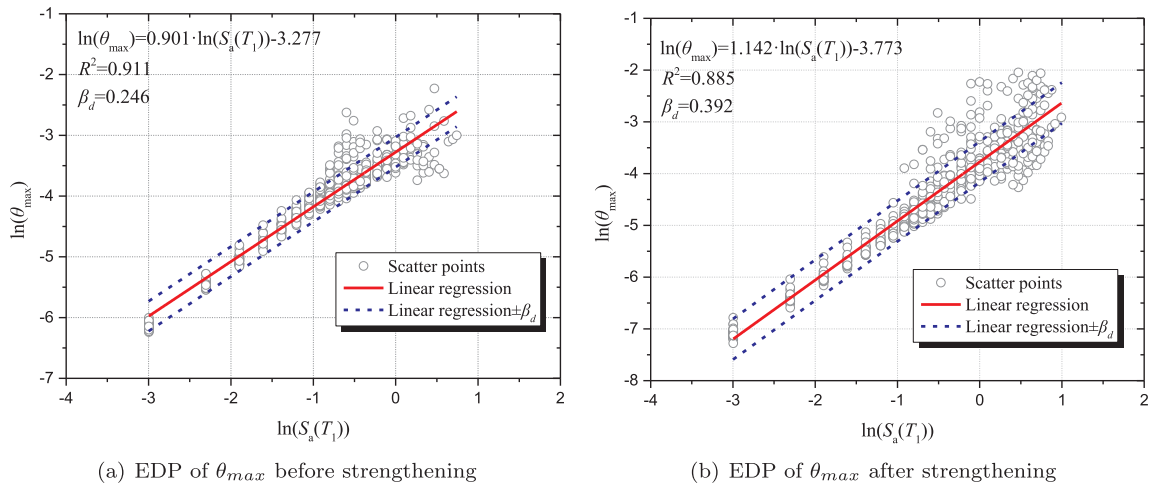 ln(θmax)=0.901·ln(Sa(T1))-3.277
R²=0.911
βd=0.246
-1
-2
-3
-4
-5
-6
-7
ln(θmax)
Scatter points
Linear regression
Linear regression±βd
-4 -3 -2 -1 0 1 2
ln(Sa(T1))
(a) EDP of θmax before strengthening
ln(θmax)=1.142·ln(Sa(T1))-3.773
R²=0.885
βd=0.392
-1
-2
-3
-4
-5
-6
-7
-8
ln(θmax)
Scatter points
Linear regression
Linear regression±βd
-4 -3 -2 -1 0 1 2
ln(Sa(T1))
(b) EDP of θmax after strengthening